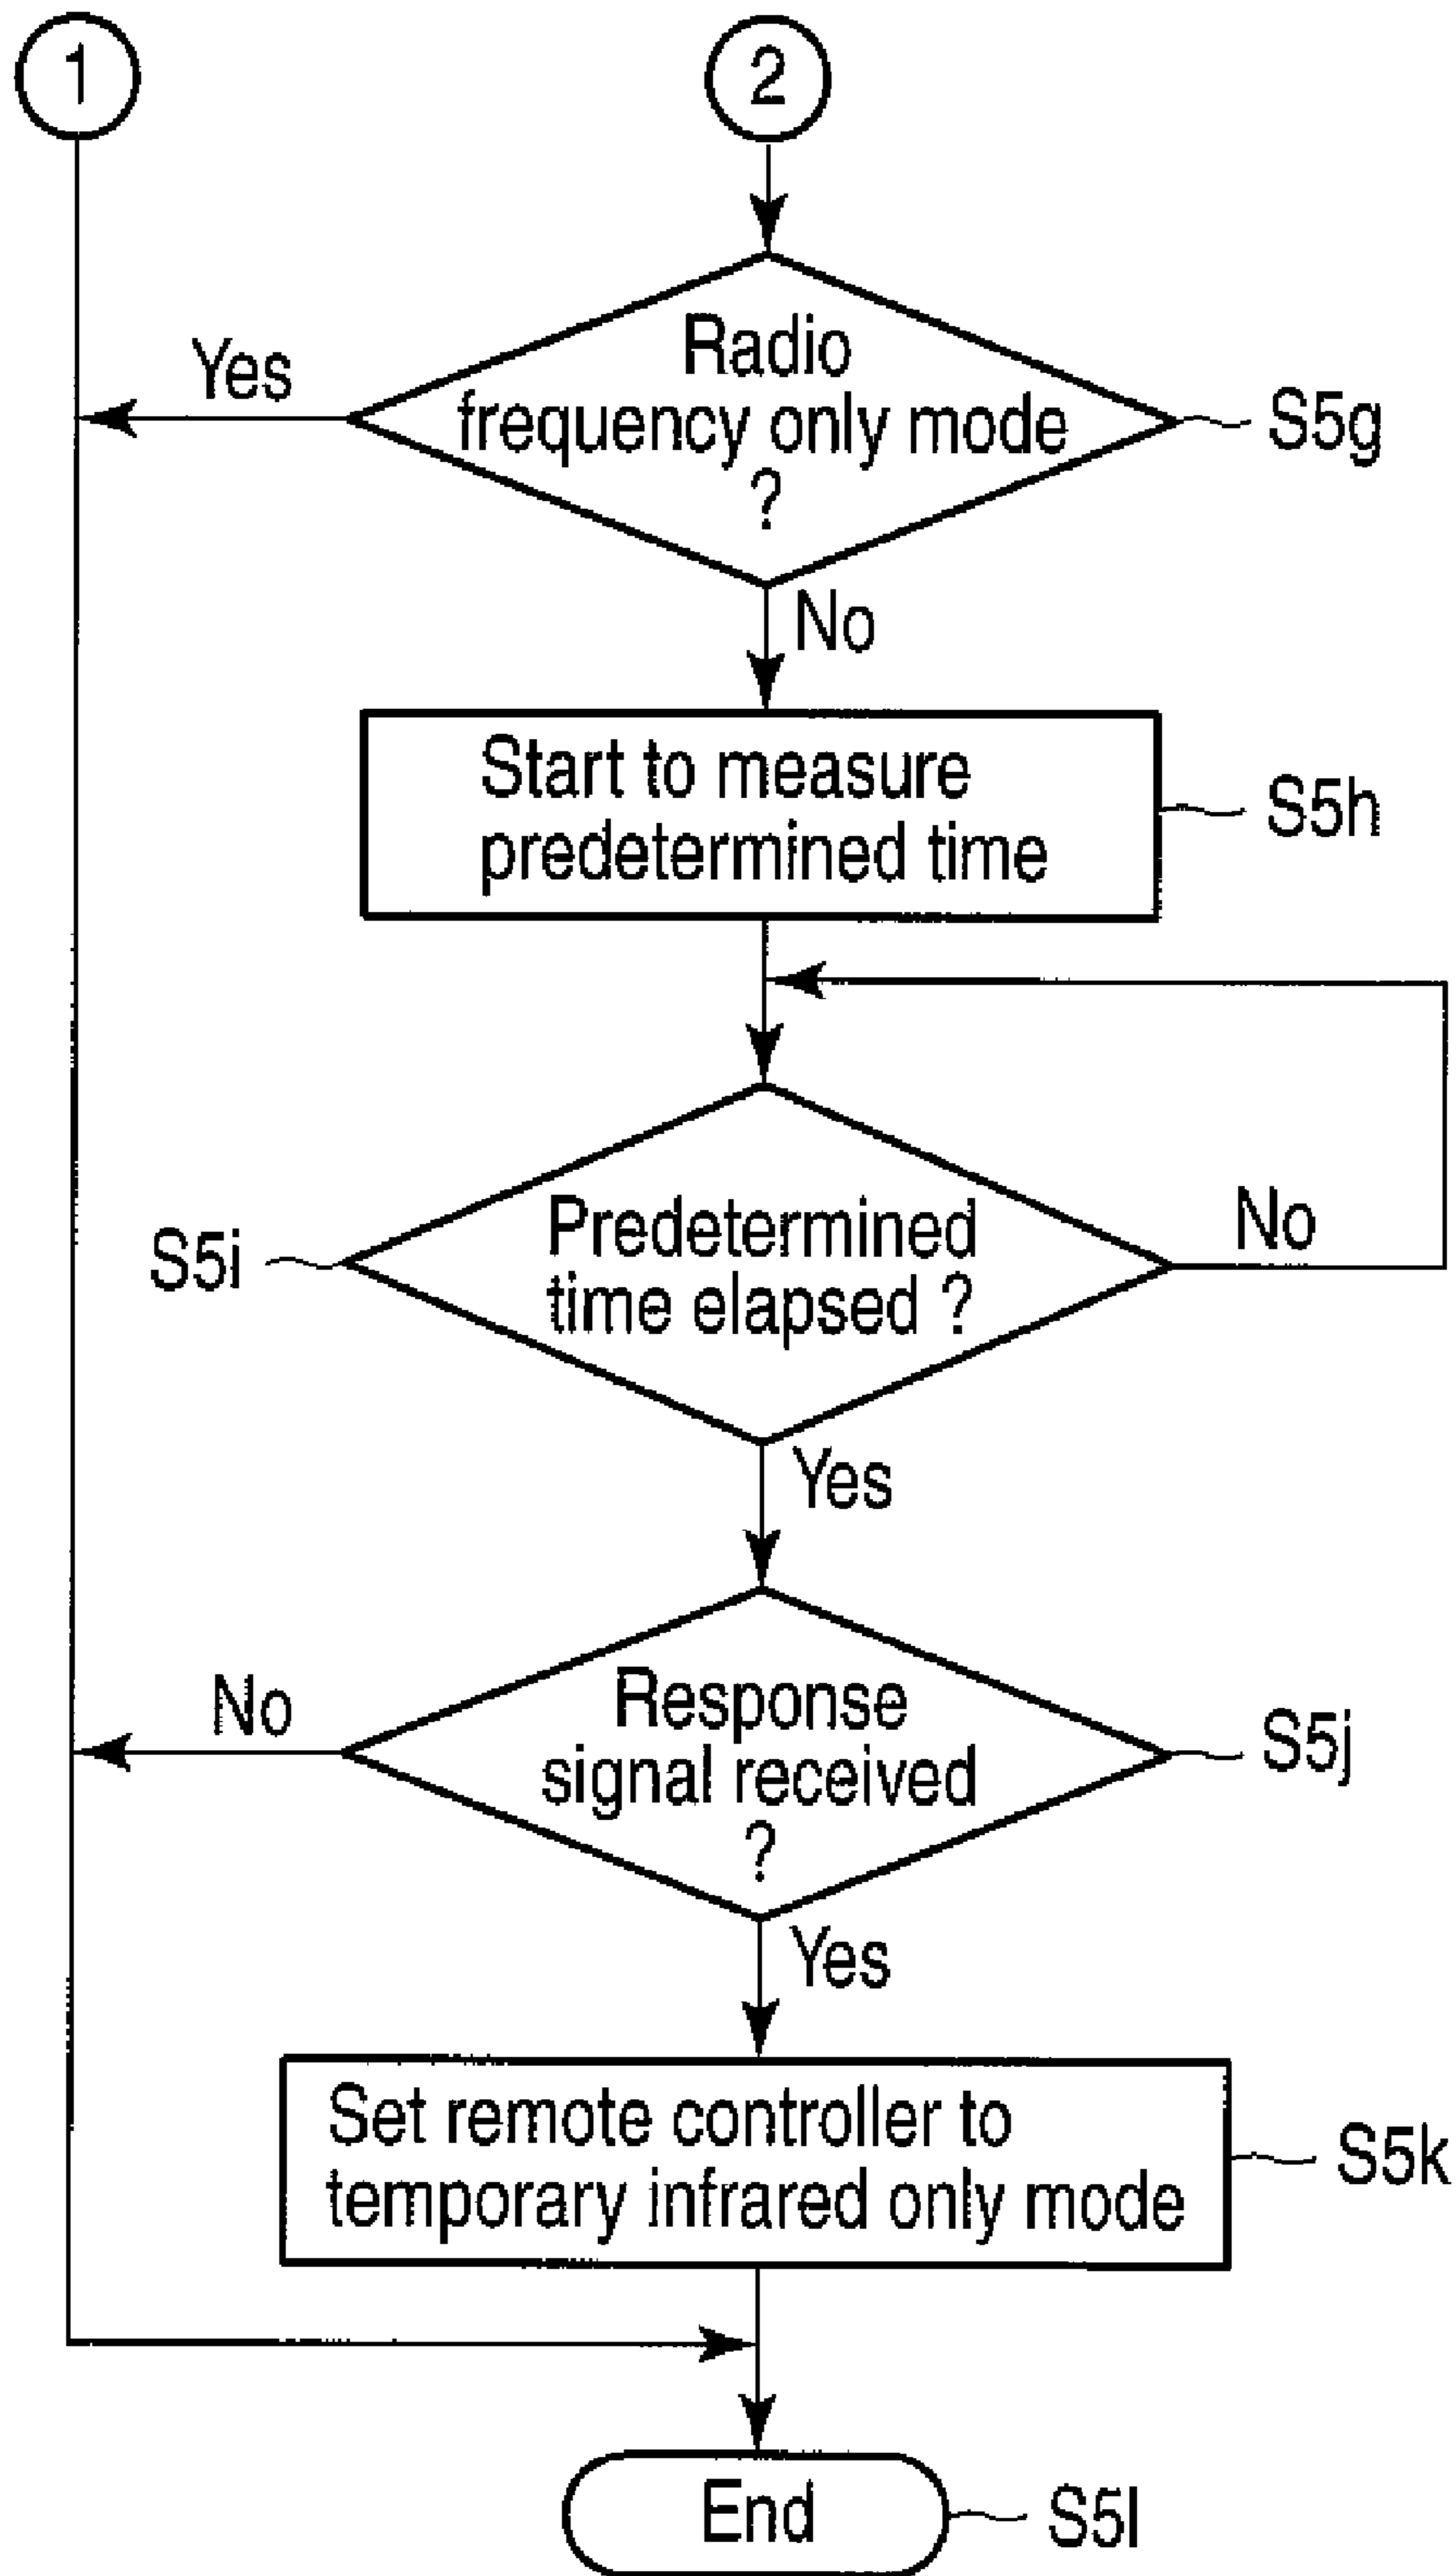 1
2
Radio
frequency only mode
?
Yes
S5g
No
Start to measure
predetermined time
S5h
Predetermined
time elapsed ?
S5i
No
Yes
Response
signal received
?
No
S5j
Yes
Set remote controller to
temporary infrared only mode
S5k
End
S5l